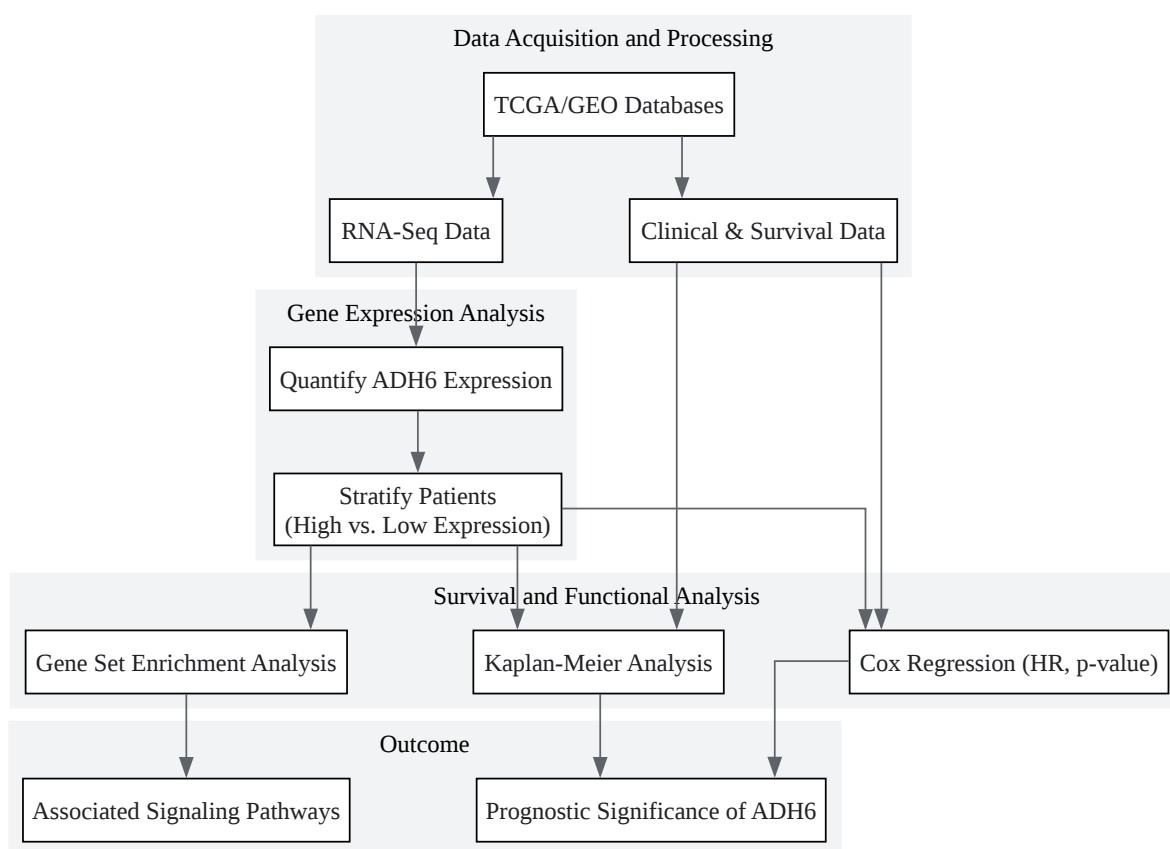 Data Acquisition and Processing
TCGA/GEO Databases
RNA-Seq Data
Clinical & Survival Data
Gene Expression Analysis
Quantify ADH6 Expression
Stratify Patients
(High vs. Low Expression)
Survival and Functional Analysis
Gene Set Enrichment Analysis
Kaplan-Meier Analysis
Cox Regression (HR, p-value)
Outcome
Associated Signaling Pathways
Prognostic Significance of ADH6